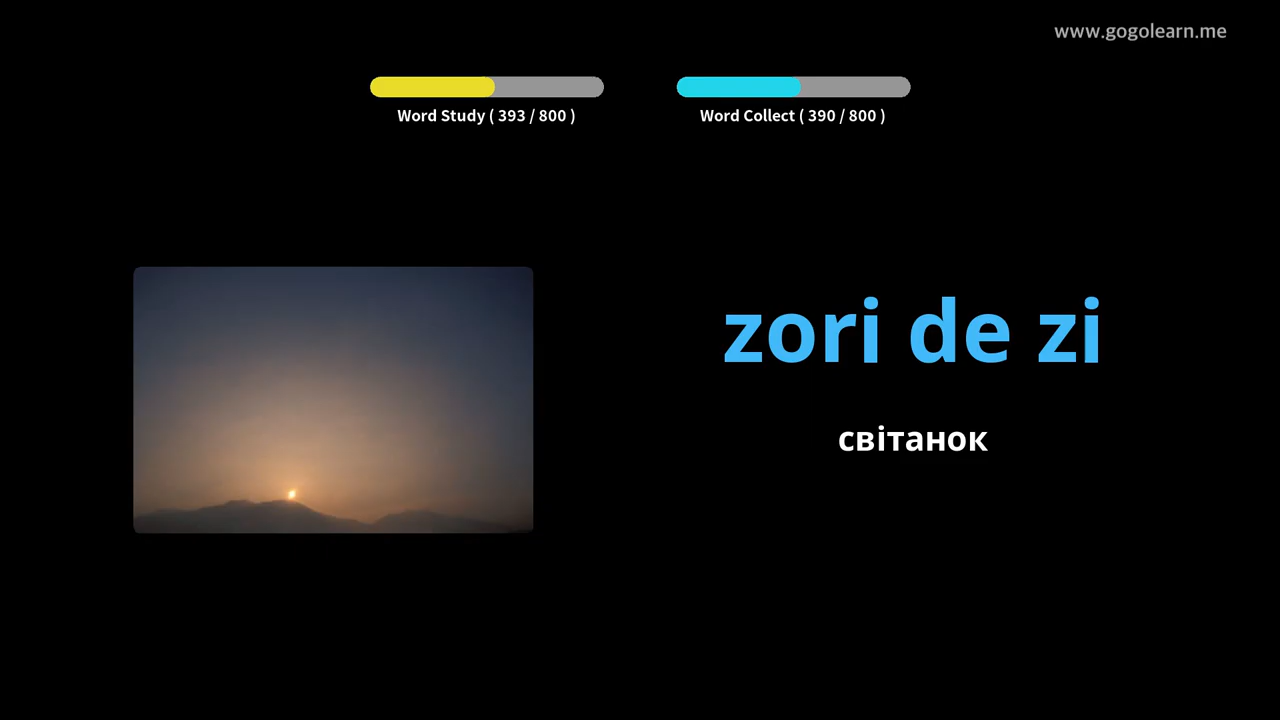 www.gogolearn.me
Word Study ( 393 / 800 )
Word Collect ( 390 / 800 )
zori de zi
світанок